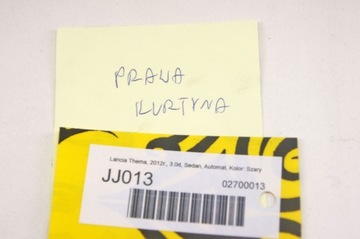 PRAWA
KURTYNA
Lancia Thema, 2012r., 3.0d, Sedan, Automat, Kolor: Szary
JJ013
02700013